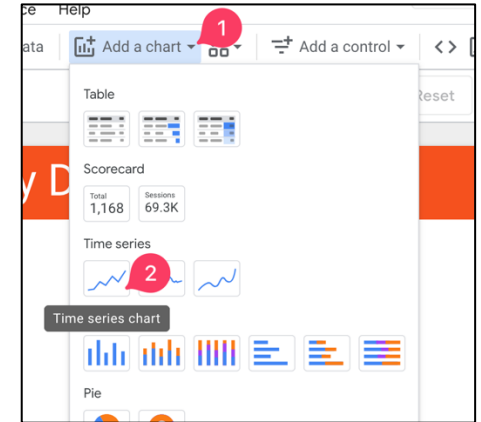 ce Help
ata Add a chart Add a control < >
1
Reset
Table
y D
Scorecard
Total
1,168
Sessions
69.3K
Time series
2
Time series chart
Pie